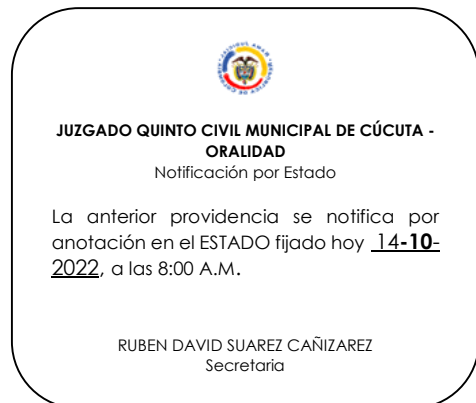 JUZGADO QUINTO CIVIL MUNICIPAL DE CÚCUTA -
ORALIDAD
Notificación por Estado
La anterior providencia se notifica por
anotación en el ESTADO fijado hoy 14-10-
2022, a las 8:00 A.M.
RUBEN DAVID SUAREZ CAÑIZAREZ
Secretaria